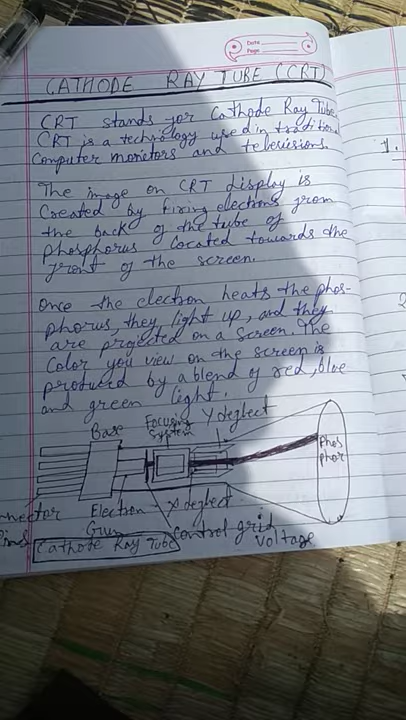 Date
Page
CATHODE RAY TUBE (CRT)
CRT stands for Cathode Ray Tube.
CRT is a technology used in tradition
computer monitors and televisions.
The image on CRT display is
created by firing electrons from
the back of the tube of
phosphorus located towards the
front of the screen.
Once the electron heats the phos-
phorus, they light up, and they
are projected on a screen. The
color you view on the screen is
produced by a blend of red, blue
and green light.
Base
Focusing
System
Y deflect
Phos
phor
nnector
ins
Electron
Gun
X deflect
Control grid
voltage
Cathode Ray Tube
1.